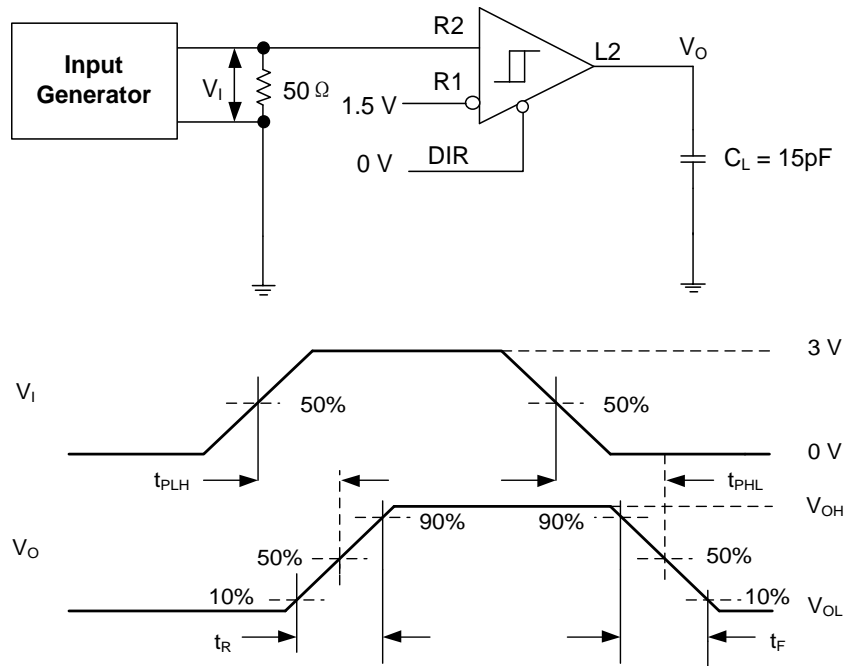 Input
Generator
V_I
50 Ω
R2
R1
1.5 V
0 V
DIR
L2
V_O
C_L = 15pF
V_I
50%
50%
3 V
0 V
t_PLH
t_PHL
V_O
10%
50%
90%
90%
50%
10%
V_OH
V_OL
t_R
t_F